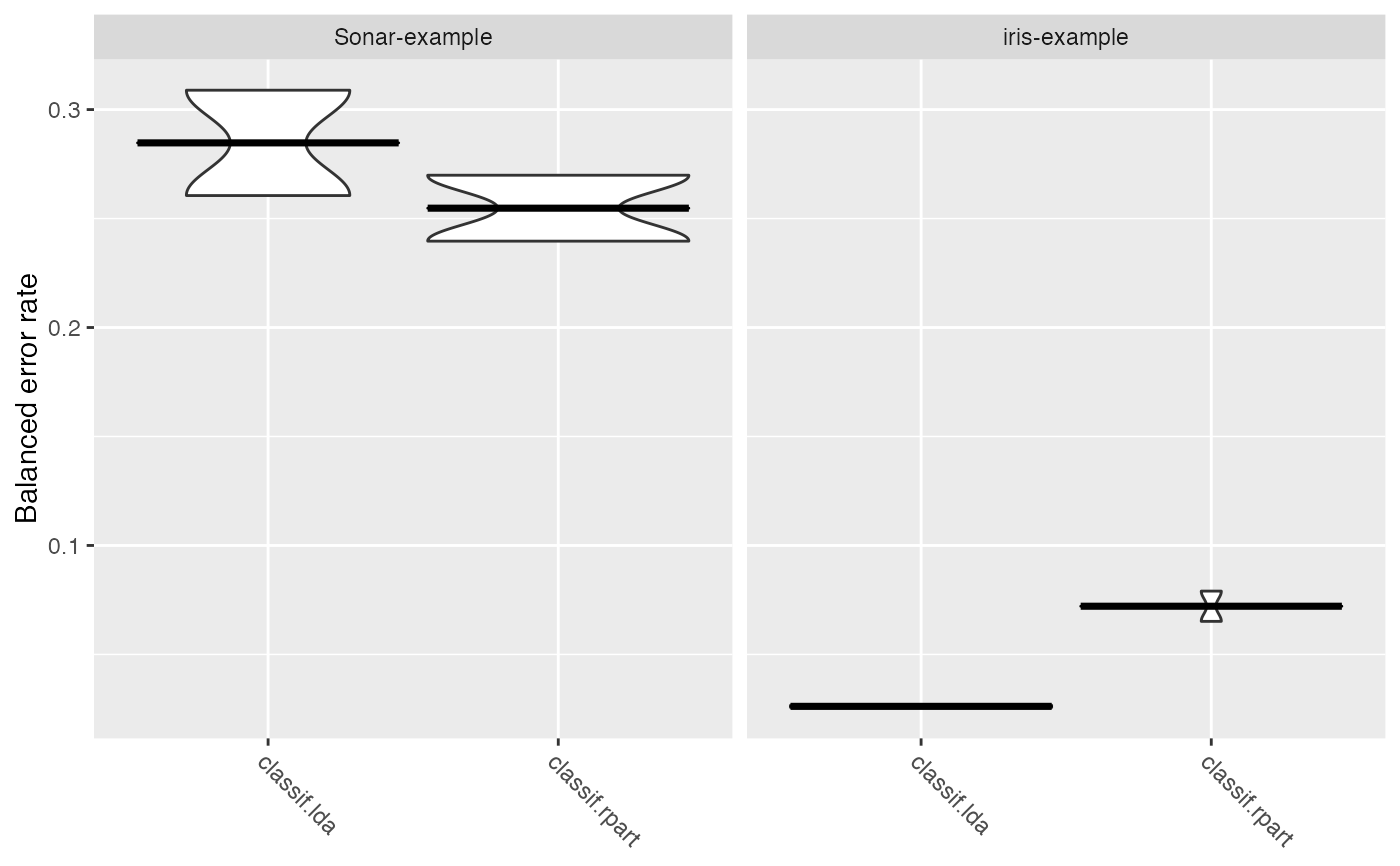 Sonar-example
iris-example
Balanced error rate
0.3
0.2
0.1
classif.lda
classif.rpart
classif.lda
classif.rpart